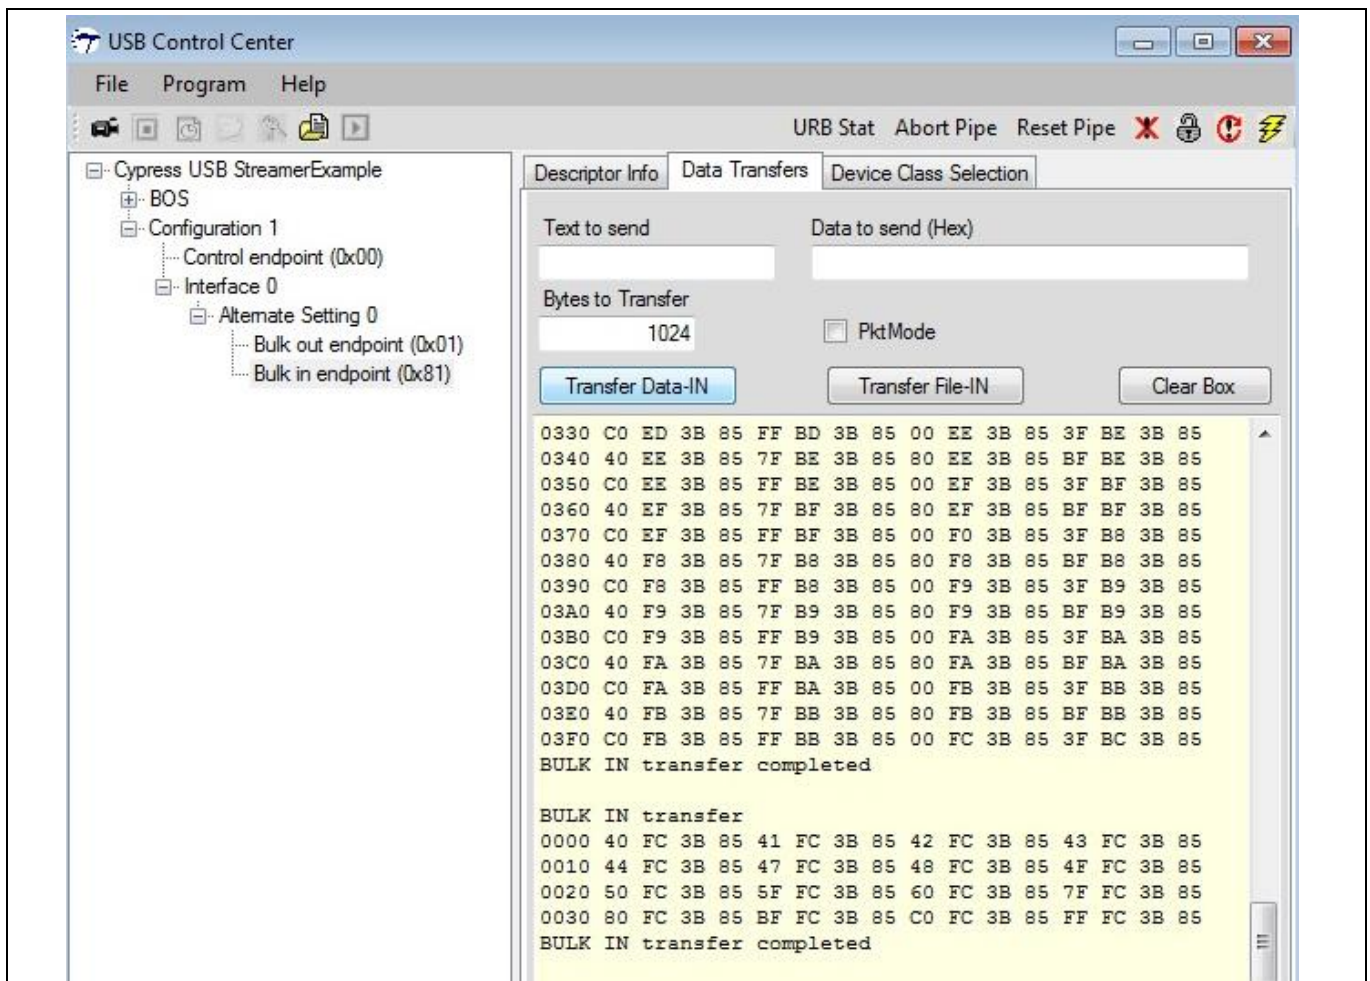 USB Control Center
File Program Help
URB Stat Abort Pipe Reset Pipe
Cypress USB StreamerExample
BOS
Configuration 1
Control endpoint (0x00)
Interface 0
Alternate Setting 0
Bulk out endpoint (0x01)
Bulk in endpoint (0x81)
Descriptor Info Data Transfers Device Class Selection
Text to send Data to send (Hex)
Bytes to Transfer
1024 PktMode
Transfer Data-IN Transfer File-IN Clear Box
0330 C0 ED 3B 85 FF BD 3B 85 00 EE 3B 85 3F BE 3B 85
0340 40 EE 3B 85 7F BE 3B 85 80 EE 3B 85 BF BE 3B 85
0350 C0 EE 3B 85 FF BE 3B 85 00 EF 3B 85 3F BF 3B 85
0360 40 EF 3B 85 7F BF 3B 85 80 EF 3B 85 BF BF 3B 85
0370 C0 EF 3B 85 FF BF 3B 85 00 F0 3B 85 3F B8 3B 85
0380 40 F8 3B 85 7F B8 3B 85 80 F8 3B 85 BF B8 3B 85
0390 C0 F8 3B 85 FF B8 3B 85 00 F9 3B 85 3F B9 3B 85
03A0 40 F9 3B 85 7F B9 3B 85 80 F9 3B 85 BF B9 3B 85
03B0 C0 F9 3B 85 FF B9 3B 85 00 FA 3B 85 3F BA 3B 85
03C0 40 FA 3B 85 7F BA 3B 85 80 FA 3B 85 BF BA 3B 85
03D0 C0 FA 3B 85 FF BA 3B 85 00 FB 3B 85 3F BB 3B 85
03E0 40 FB 3B 85 7F BB 3B 85 80 FB 3B 85 BF BB 3B 85
03F0 C0 FB 3B 85 FF BB 3B 85 00 FC 3B 85 3F BC 3B 85
BULK IN transfer completed
BULK IN transfer
0000 40 FC 3B 85 41 FC 3B 85 42 FC 3B 85 43 FC 3B 85
0010 44 FC 3B 85 47 FC 3B 85 48 FC 3B 85 4F FC 3B 85
0020 50 FC 3B 85 5F FC 3B 85 60 FC 3B 85 7F FC 3B 85
0030 80 FC 3B 85 BF FC 3B 85 C0 FC 3B 85 FF FC 3B 85
BULK IN transfer completed